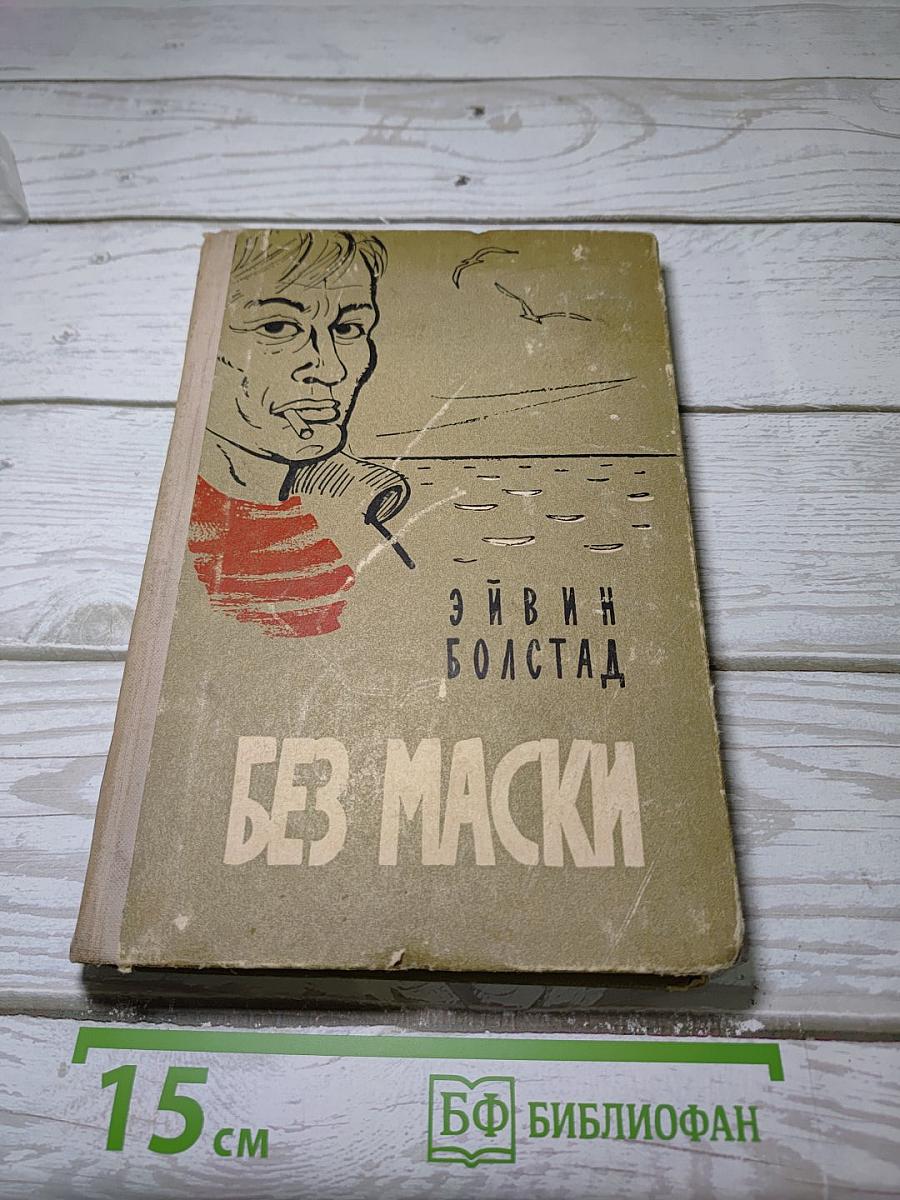 ЭЙВИН
БОЛСТАД
БЕЗ МАСКИ
15 см
БФ БИБЛИОФАН